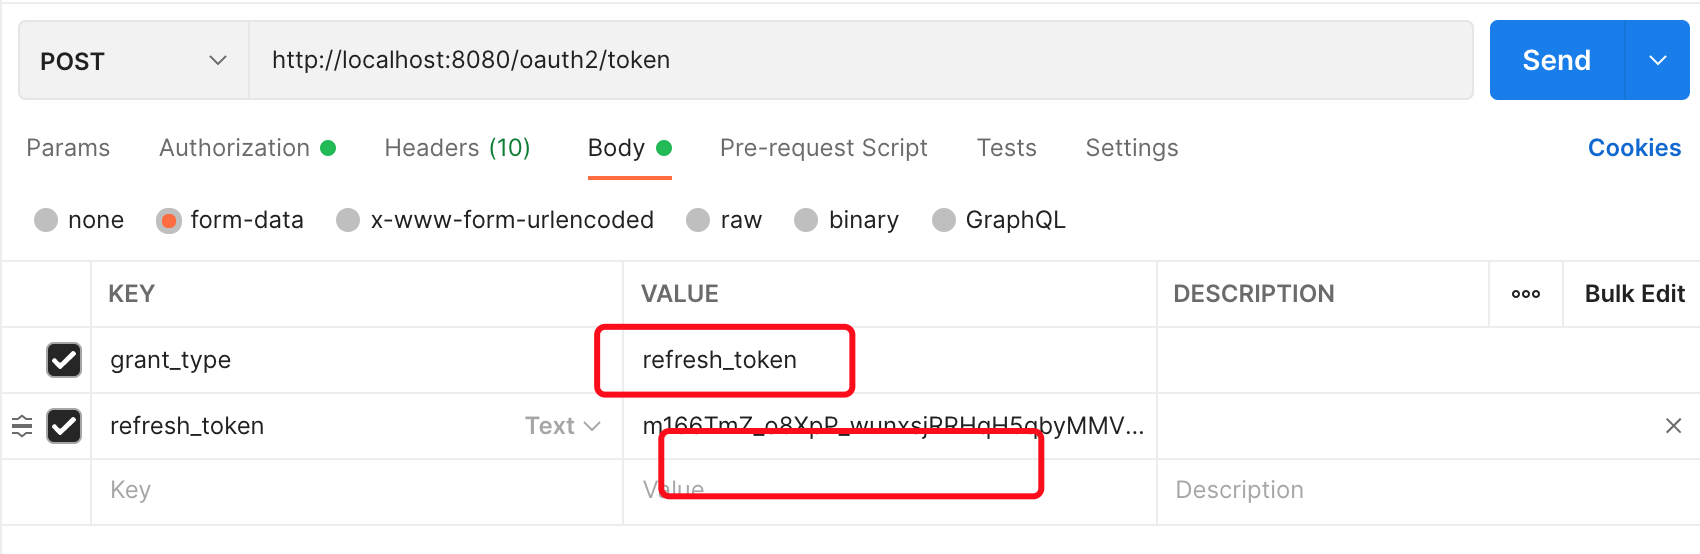 POST http://localhost:8080/oauth2/token Send
Params Authorization Headers (10) Body Pre-request Script Tests Settings Cookies
none form-data x-www-form-urlencoded raw binary GraphQL
KEY VALUE DESCRIPTION Bulk Edit
grant_type refresh_token
refresh_token Text m166TmZ_o8XpP_wunxsjRRHqH5qbyMMV...
Key Value Description